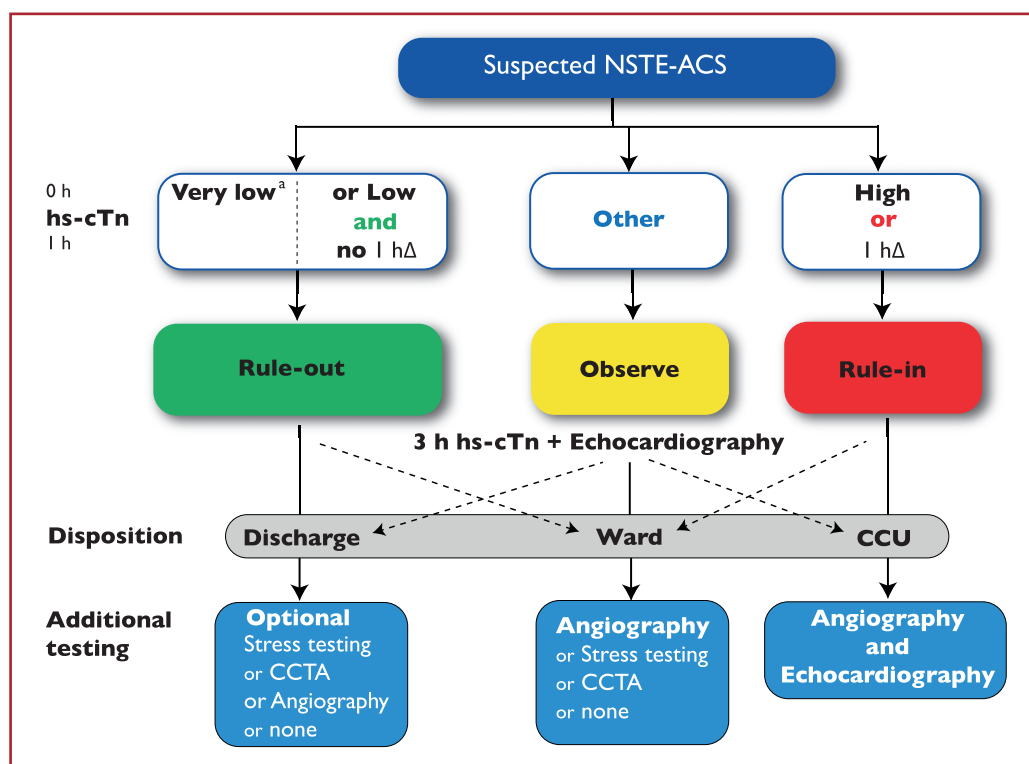 Suspected NSTE-ACS
0 h
hs-cTn
1 h
Very lowᵃ
or Low
and
no 1 hΔ
Other
High
or
1 hΔ
Rule-out
Observe
Rule-in
3 h hs-cTn + Echocardiography
Disposition
Discharge
Ward
CCU
Additional
testing
Optional
Stress testing
or CCTA
or Angiography
or none
Angiography
or Stress testing
or CCTA
or none
Angiography
and
Echocardiography